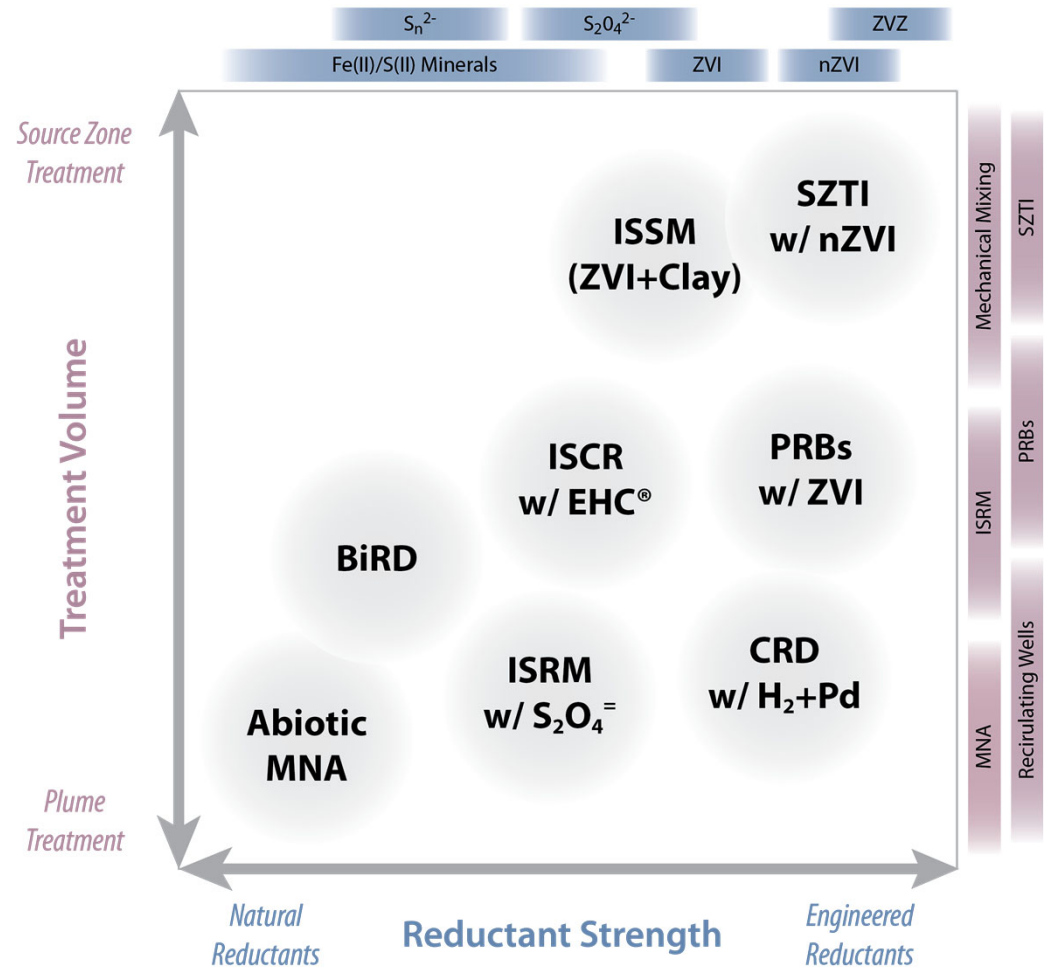 Sₙ²⁻
S₂O₄²⁻
ZVZ
Fe(II)/S(II) Minerals
ZVI
nZVI
Source Zone
Treatment
Treatment Volume
Plume
Treatment
SZTI
w/ nZVI
ISSM
(ZVI+Clay)
ISCR
w/ EHC®
PRBs
w/ ZVI
BiRD
ISRM
w/ S₂O₄⁼
CRD
w/ H₂+Pd
Abiotic
MNA
Mechanical Mixing
ISRM
MNA
SZTI
PRBs
Recirulating Wells
Natural
Reductants
Reductant Strength
Engineered
Reductants